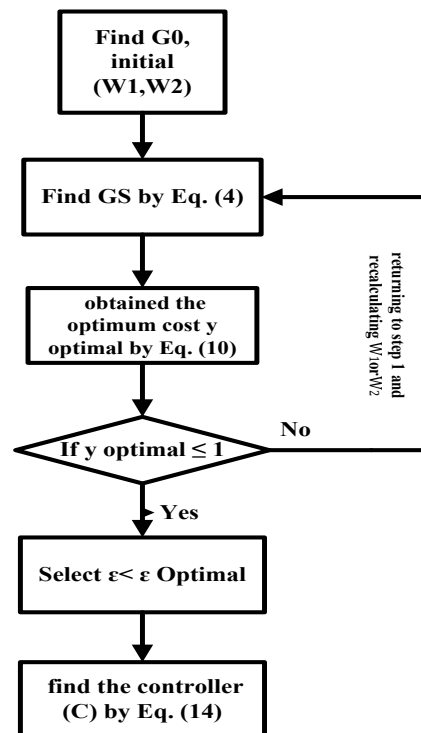 Find G0,
initial
(W1,W2)
Find GS by Eq. (4)
returning to step 1 and
recalculating W1orW2
obtained the
optimum cost y
optimal by Eq. (10)
If y optimal ≤ 1
No
Yes
Select ε< ε Optimal
find the controller
(C) by Eq. (14)